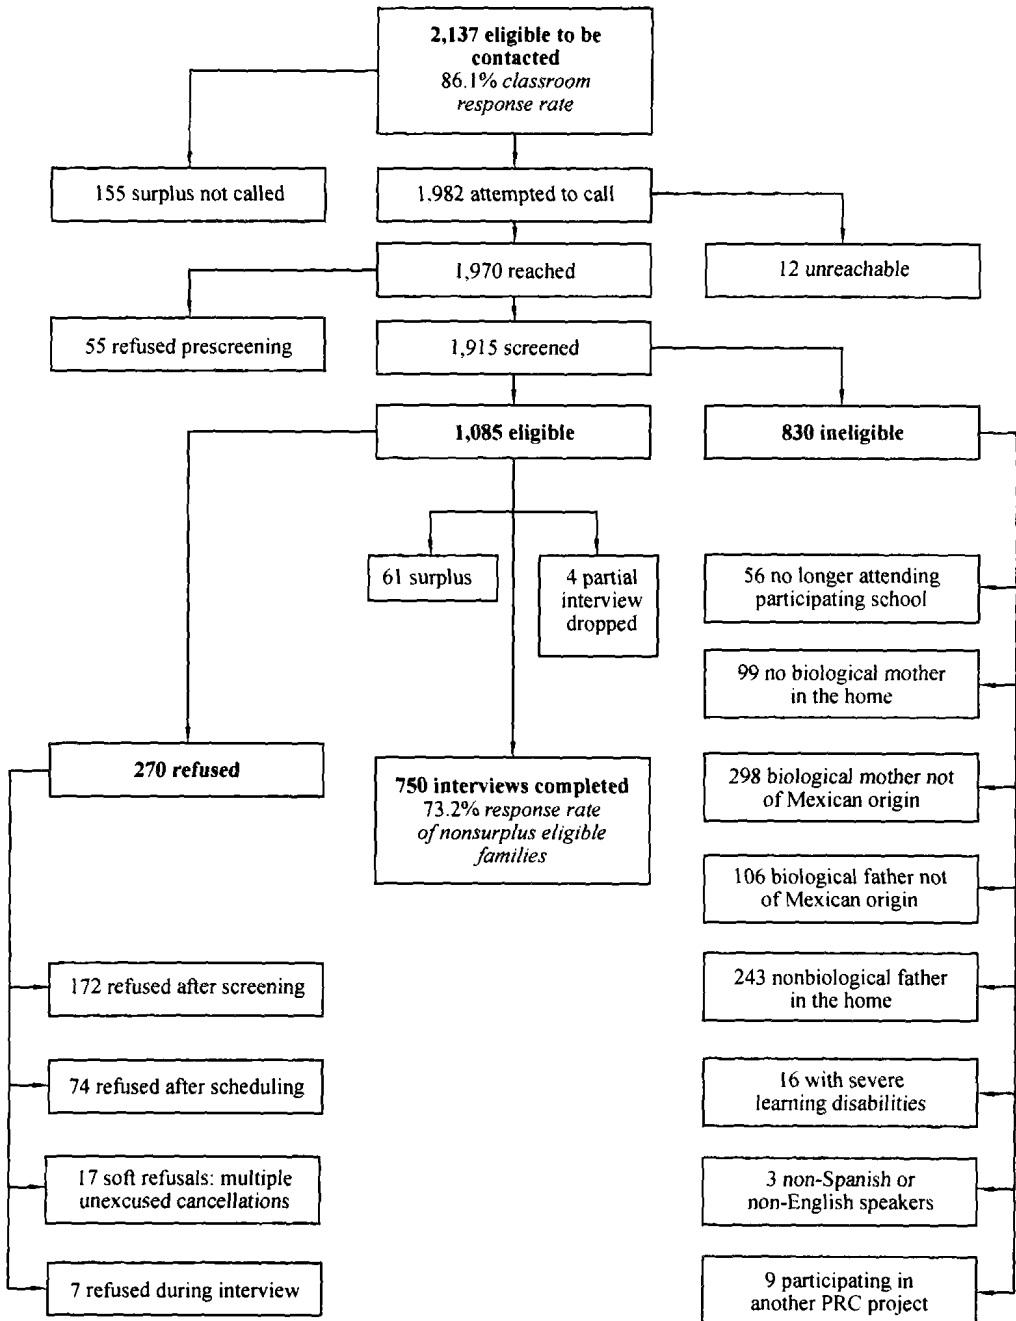 2,137 eligible to be
contacted
86.1% classroom
response rate
155 surplus not called
1.982 attempted to call
12 unreachable
1,970 reached
55 refused prescreening
1,915 screened
1,085 eligible
830 ineligible
61 surplus
4 partial
interview
dropped
56 no longer attending
participating school
99 no biological mother
in the home
270 refused
750 interviews completed
73.2% response rate
of nonsurplus eligible
families
298 biological mother not
of Mexican origin
106 biological father not
of Mexican origin
172 refused after screening
243 nonbiological father
in the home
74 refused after scheduling
16 with severe
learning disabilities
17 soft refusals: multiple
unexcused cancellations
3 non-Spanish or
non-English speakers
7 refused during interview
9 participating in
another PRC project